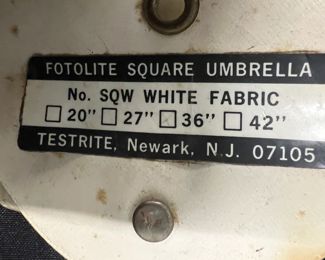 FOTOLITE SQUARE UMBRELLA
No. SQW WHITE FABRIC
☐ 20" ☐ 27" ☐ 36" ☐ 42"
TESTRITE, Newark, N.J. 07105